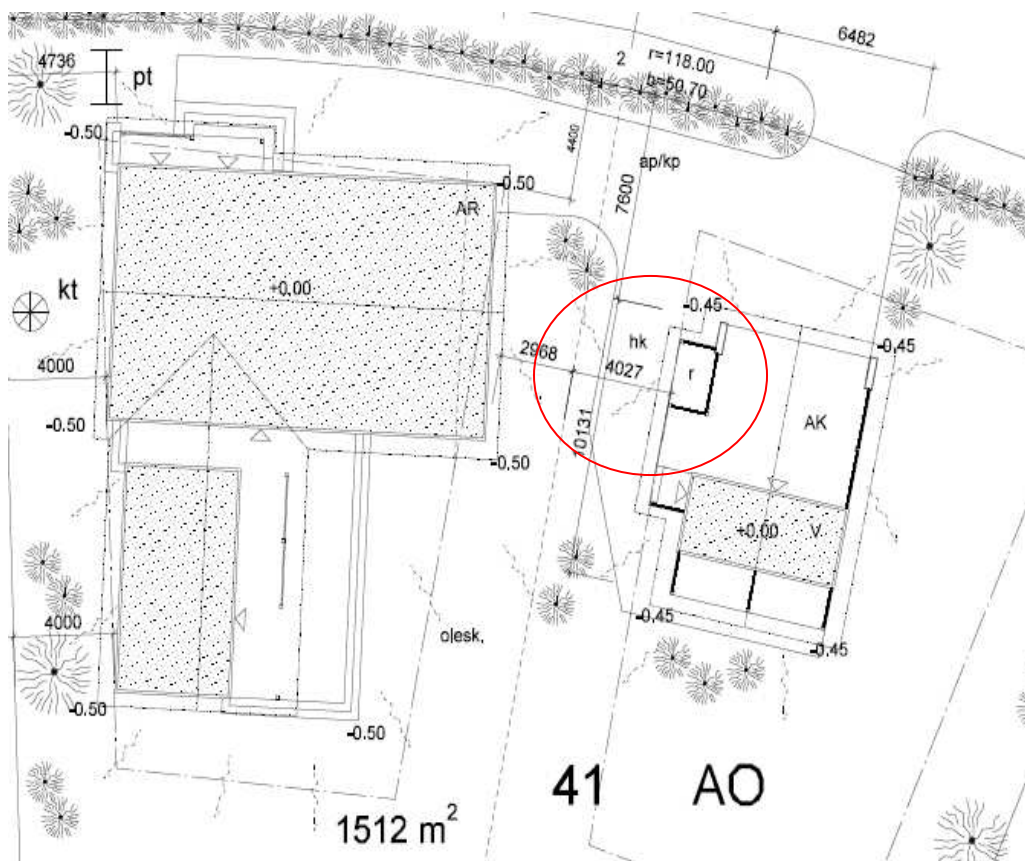 6482
r=118.00
2
b=50.70
4736
pt
-0.50
4400
ap/kp
-0.50
7600
AR
kt
+0.00
-0.45
hk
-0.45
2968
4027
r
4000
-0.50
10131
AK
-0.50
+0.00
V
4000
olesk.
-0.45
-0.45
-0.50
-0.50
41
AO
1512 m²